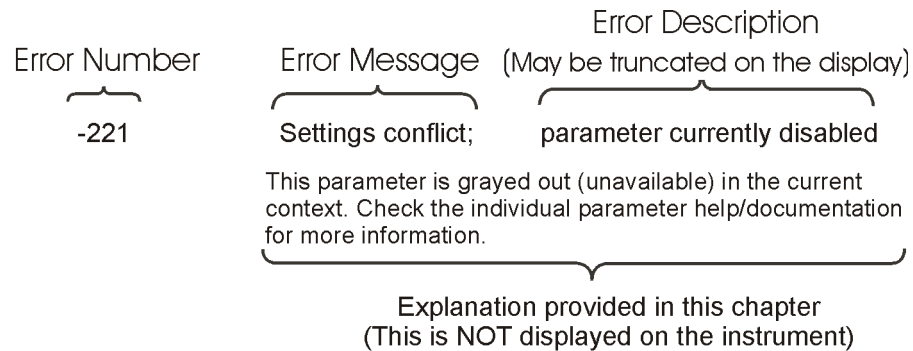 Error Description
Error Number Error Message (May be truncated on the display)
-221 Settings conflict; parameter currently disabled
This parameter is grayed out (unavailable) in the current
context. Check the individual parameter help/documentation
for more information.
Explanation provided in this chapter
(This is NOT displayed on the instrument)